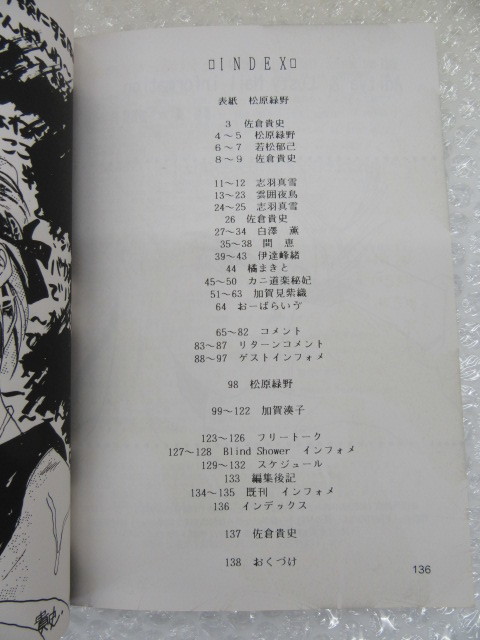 □INDEX□
表紙 松原緑野
3 佐倉貴史
4～5 松原緑野
6～7 若松郁己
8～9 佐倉貴史
11～12 志羽真雪
13～23 雲囲夜鳥
24～25 志羽真雪
26 佐倉貴史
27～34 白澤 薫
35～38 間 恵
39～43 伊達峰緒
44 橘まきと
45～50 カニ道楽秘妃
51～63 加賀見紫織
64 おーばらいず
65～82 コメント
83～87 リターンコメント
88～97 ゲストインフォメ
98 松原緑野
99～122 加賀湊子
123～126 フリートーク
127～128 Blind Shower インフォメ
129～132 スケジュール
133 編集後記
134～135 既刊 インフォメ
136 インデックス
137 佐倉貴史
138 おくづけ
136
貴史